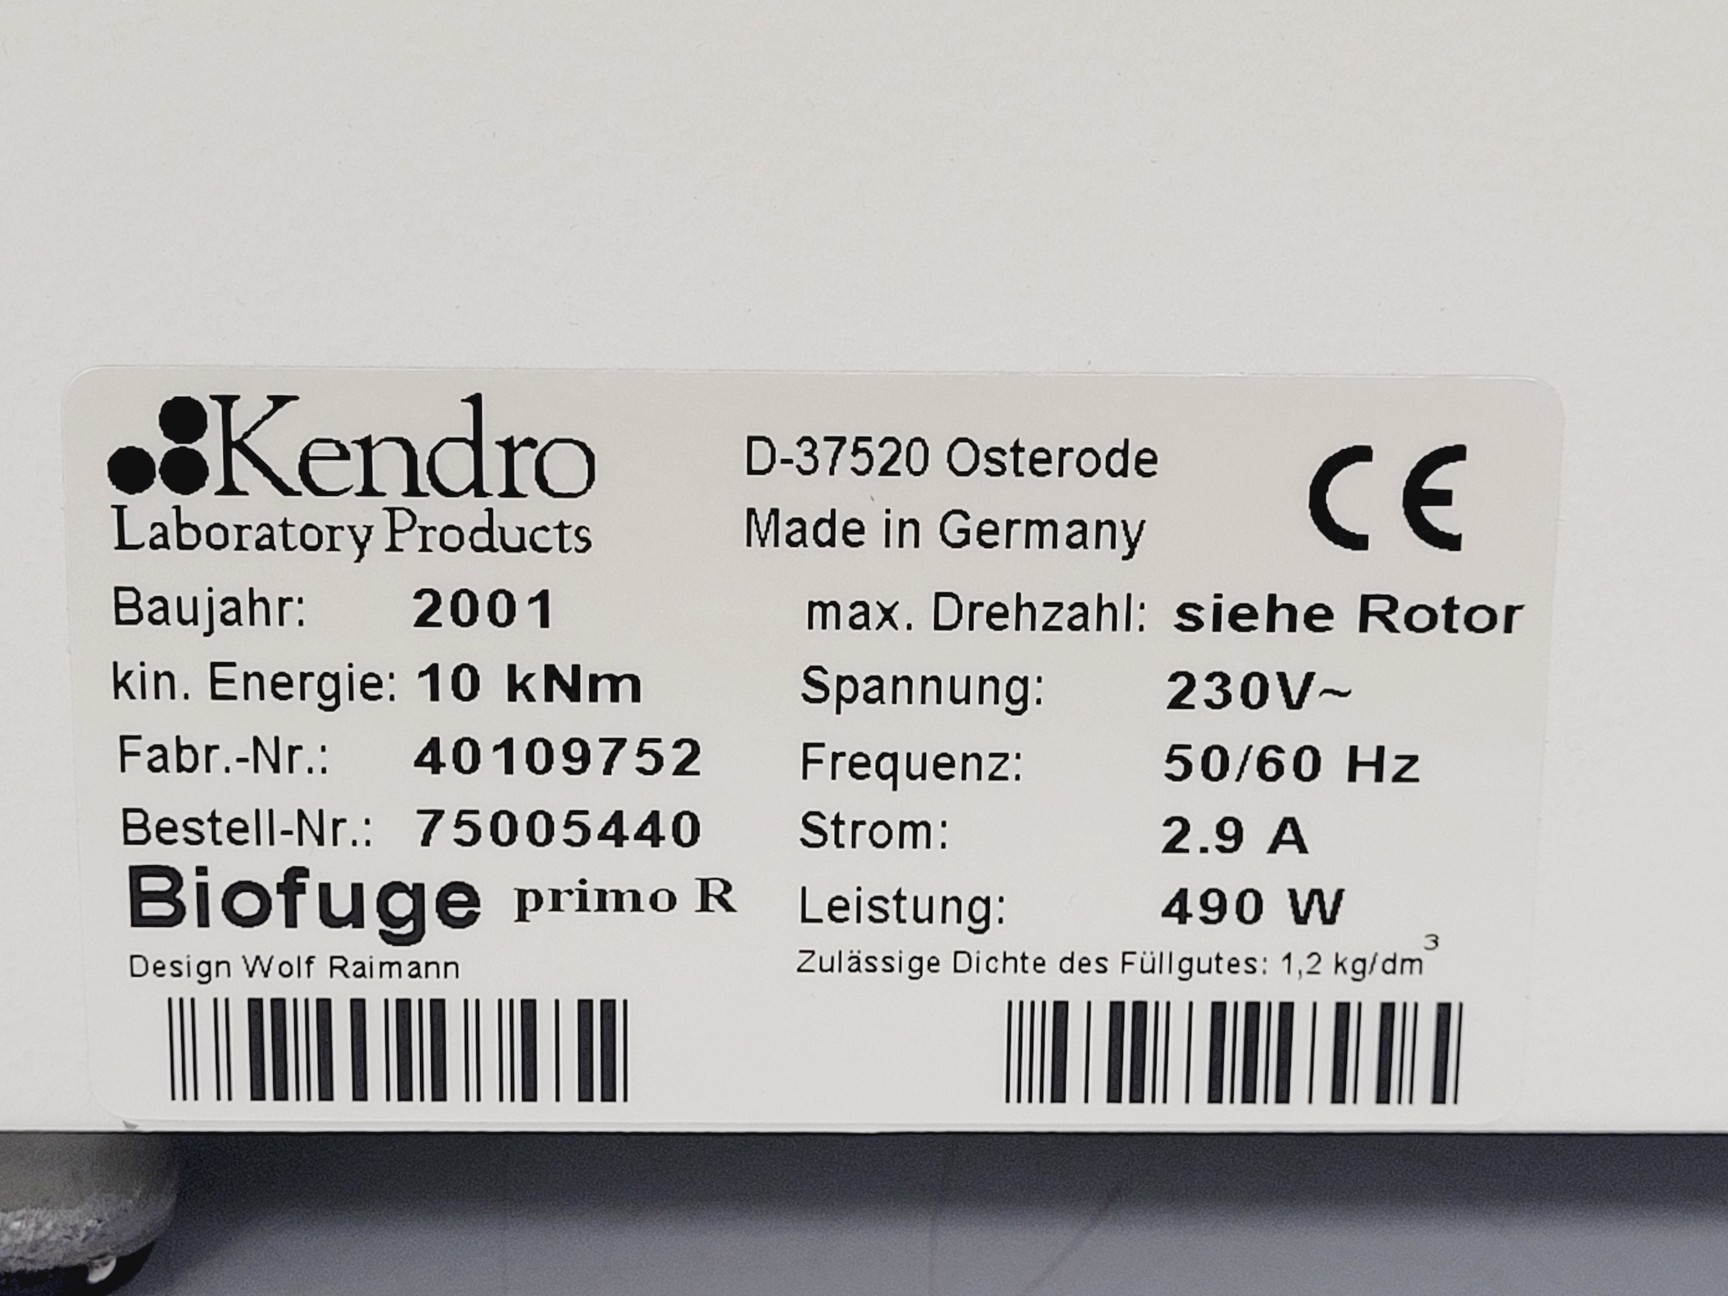 Kendro
Laboratory Products
D-37520 Osterode
Made in Germany
CE
Baujahr: 2001
max. Drehzahl: siehe Rotor
kin. Energie: 10 kNm
Spannung: 230V~
Fabr.-Nr.: 40109752
Frequenz: 50/60 Hz
Bestell-Nr.: 75005440
Strom: 2.9 A
Biofuge primo R
Leistung: 490 W
Design Wolf Raimann
Zulässige Dichte des Füllgutes: 1,2 kg/dm³